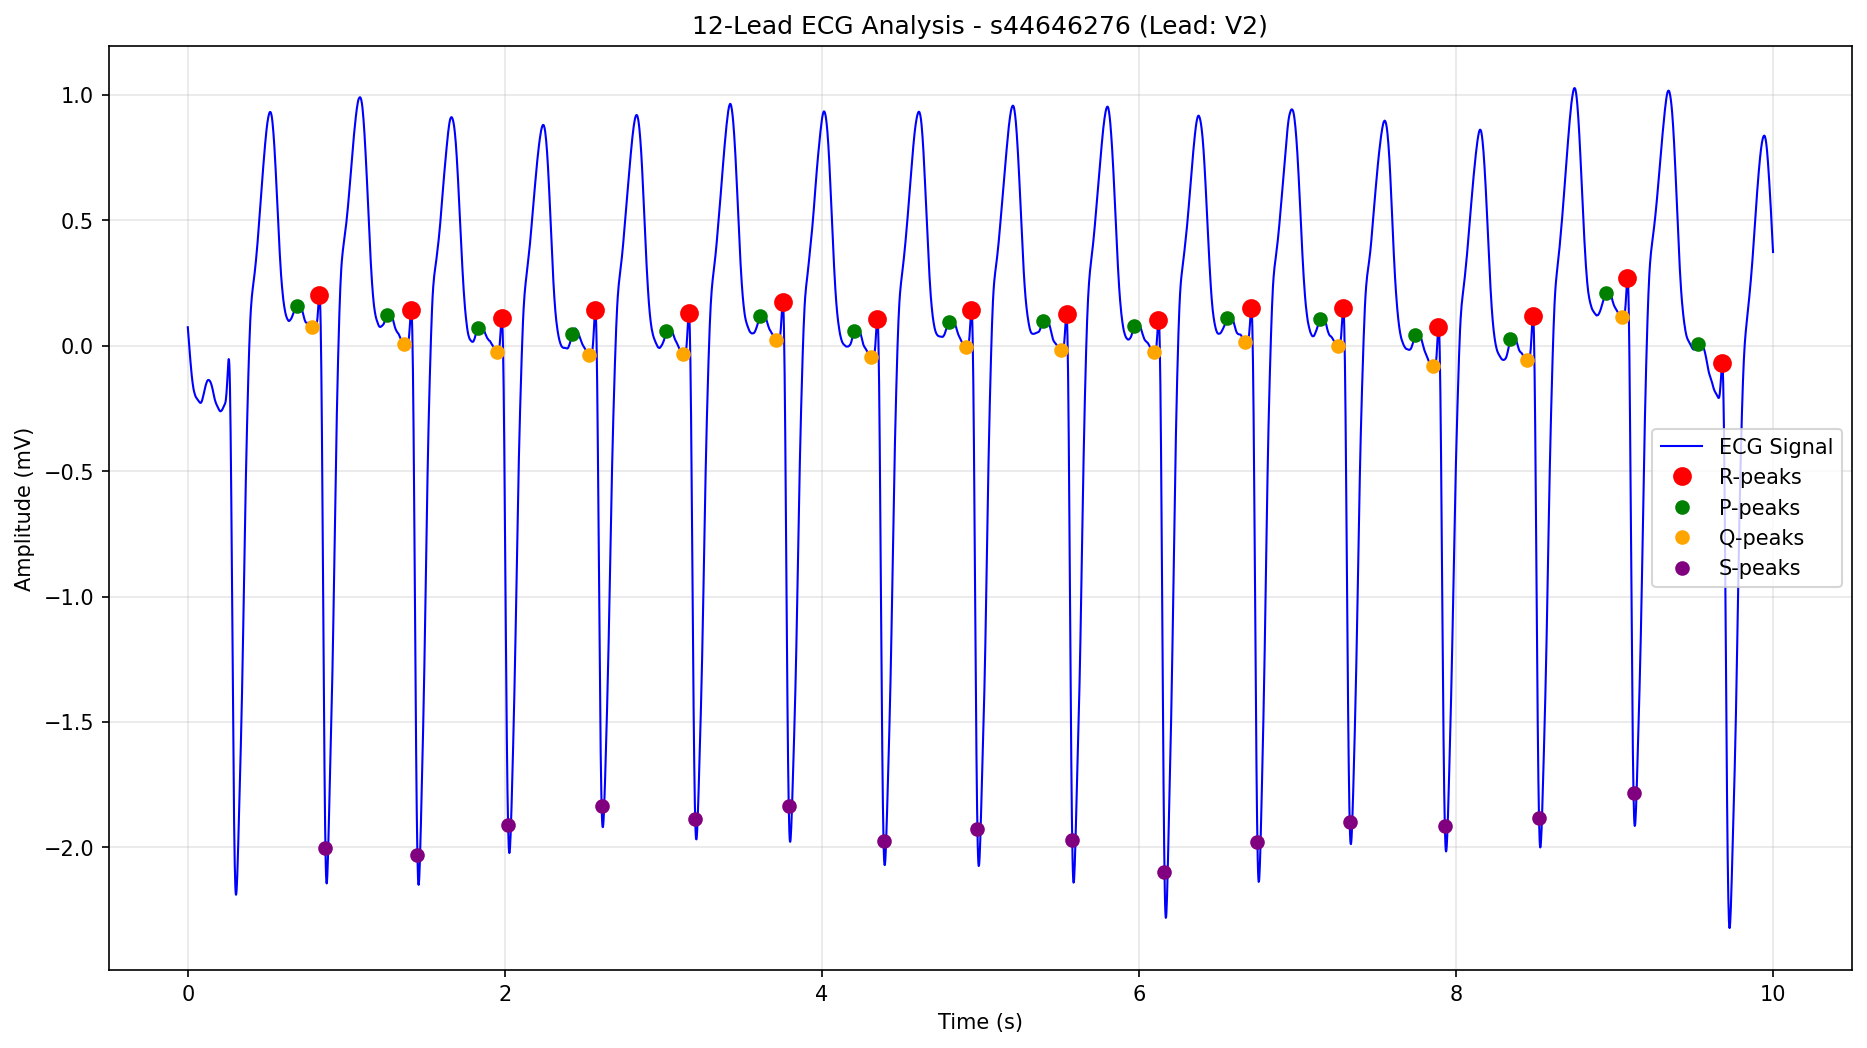 12-Lead ECG Analysis - s44646276 (Lead: V2)
1.0
0.5
0.0
−0.5
−1.0
−1.5
−2.0
Amplitude (mV)
ECG Signal
R-peaks
P-peaks
Q-peaks
S-peaks
0 2 4 6 8 10
Time (s)